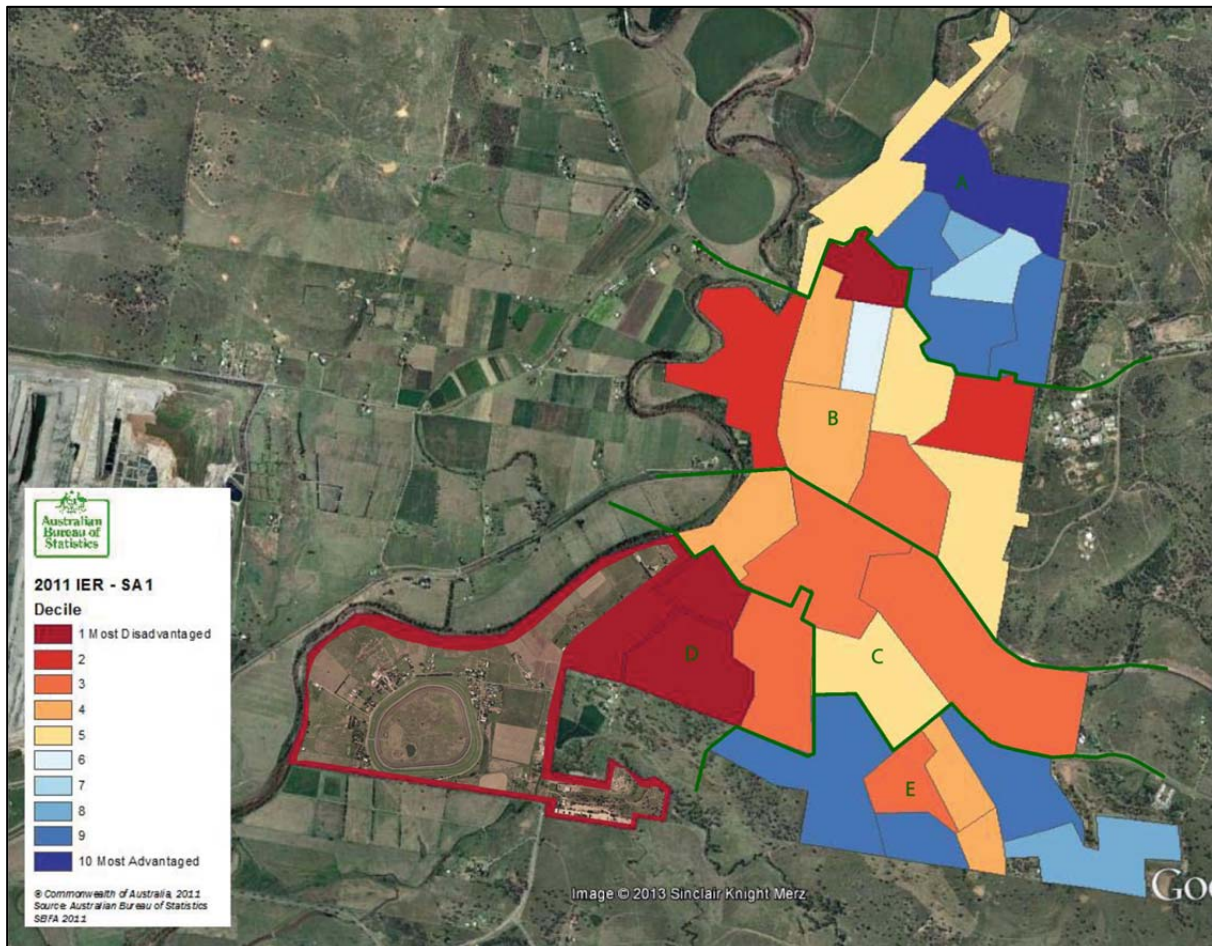 A
B
C
D
E
Australian
Bureau of
Statistics
2011 IER - SA1
Decile
1 Most Disadvantaged
2
3
4
5
6
7
8
9
10 Most Advantaged
© Commonwealth of Australia, 2011
Source: Australian Bureau of Statistics
SBFA 2011
Image © 2013 Sinclair Knight Merz
Goo